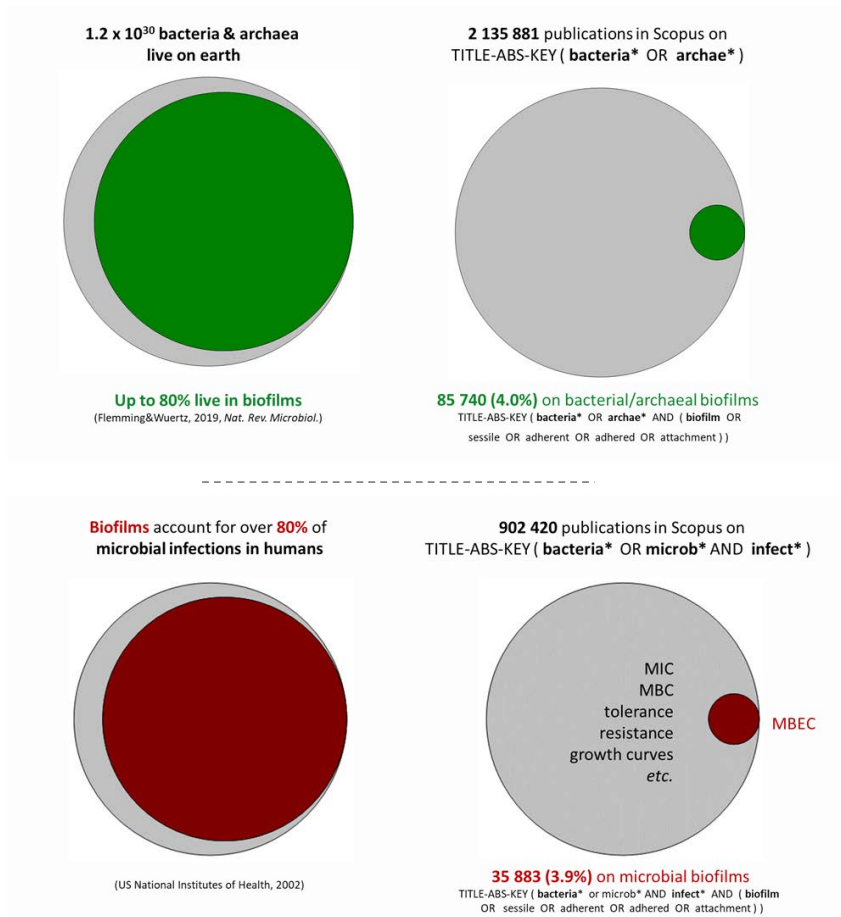 1.2 x 10³⁰ bacteria & archaea
live on earth
2 135 881 publications in Scopus on
TITLE-ABS-KEY ( bacteria* OR archae* )
Up to 80% live in biofilms
(Flemming&Wuertz, 2019, Nat. Rev. Microbiol.)
85 740 (4.0%) on bacterial/archaeal biofilms
TITLE-ABS-KEY ( bacteria* OR archae* AND ( biofilm OR
sessile OR adherent OR adhered OR attachment ) )
Biofilms account for over 80% of
microbial infections in humans
902 420 publications in Scopus on
TITLE-ABS-KEY ( bacteria* OR microb* AND infect* )
MIC
MBC
tolerance
resistance
growth curves
etc.
MBEC
(US National Institutes of Health, 2002)
35 883 (3.9%) on microbial biofilms
TITLE-ABS-KEY ( bacteria* or microb* AND infect* AND ( biofilm
OR sessile OR adherent OR adhered OR attachment ) )